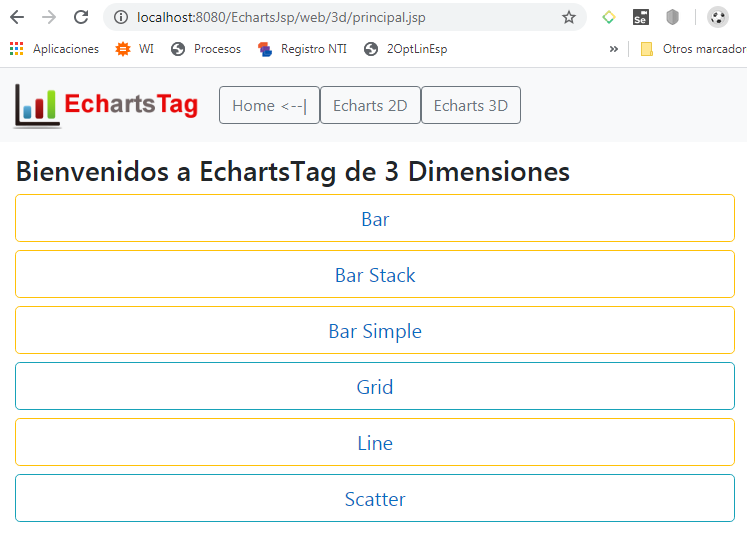 localhost:8080/EchartsJsp/web/3d/principal.jsp
Se
Aplicaciones WI Procesos Registro NTI 2OptLinEsp » Otros marcador
EchartsTag Home <--| Echarts 2D Echarts 3D
Bienvenidos a EchartsTag de 3 Dimensiones
Bar
Bar Stack
Bar Simple
Grid
Line
Scatter